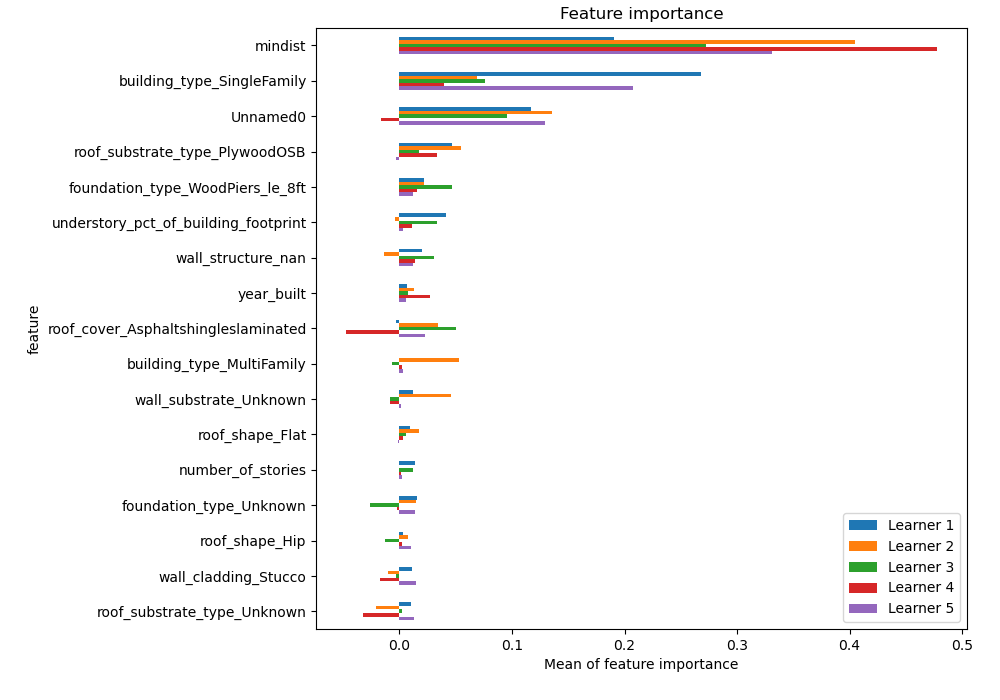 Feature importance
feature
mindist
building_type_SingleFamily
Unnamed0
roof_substrate_type_PlywoodOSB
foundation_type_WoodPiers_le_8ft
understory_pct_of_building_footprint
wall_structure_nan
year_built
roof_cover_Asphaltshingleslaminated
building_type_MultiFamily
wall_substrate_Unknown
roof_shape_Flat
number_of_stories
foundation_type_Unknown
roof_shape_Hip
wall_cladding_Stucco
roof_substrate_type_Unknown
Learner 1
Learner 2
Learner 3
Learner 4
Learner 5
0.0 0.1 0.2 0.3 0.4 0.5
Mean of feature importance